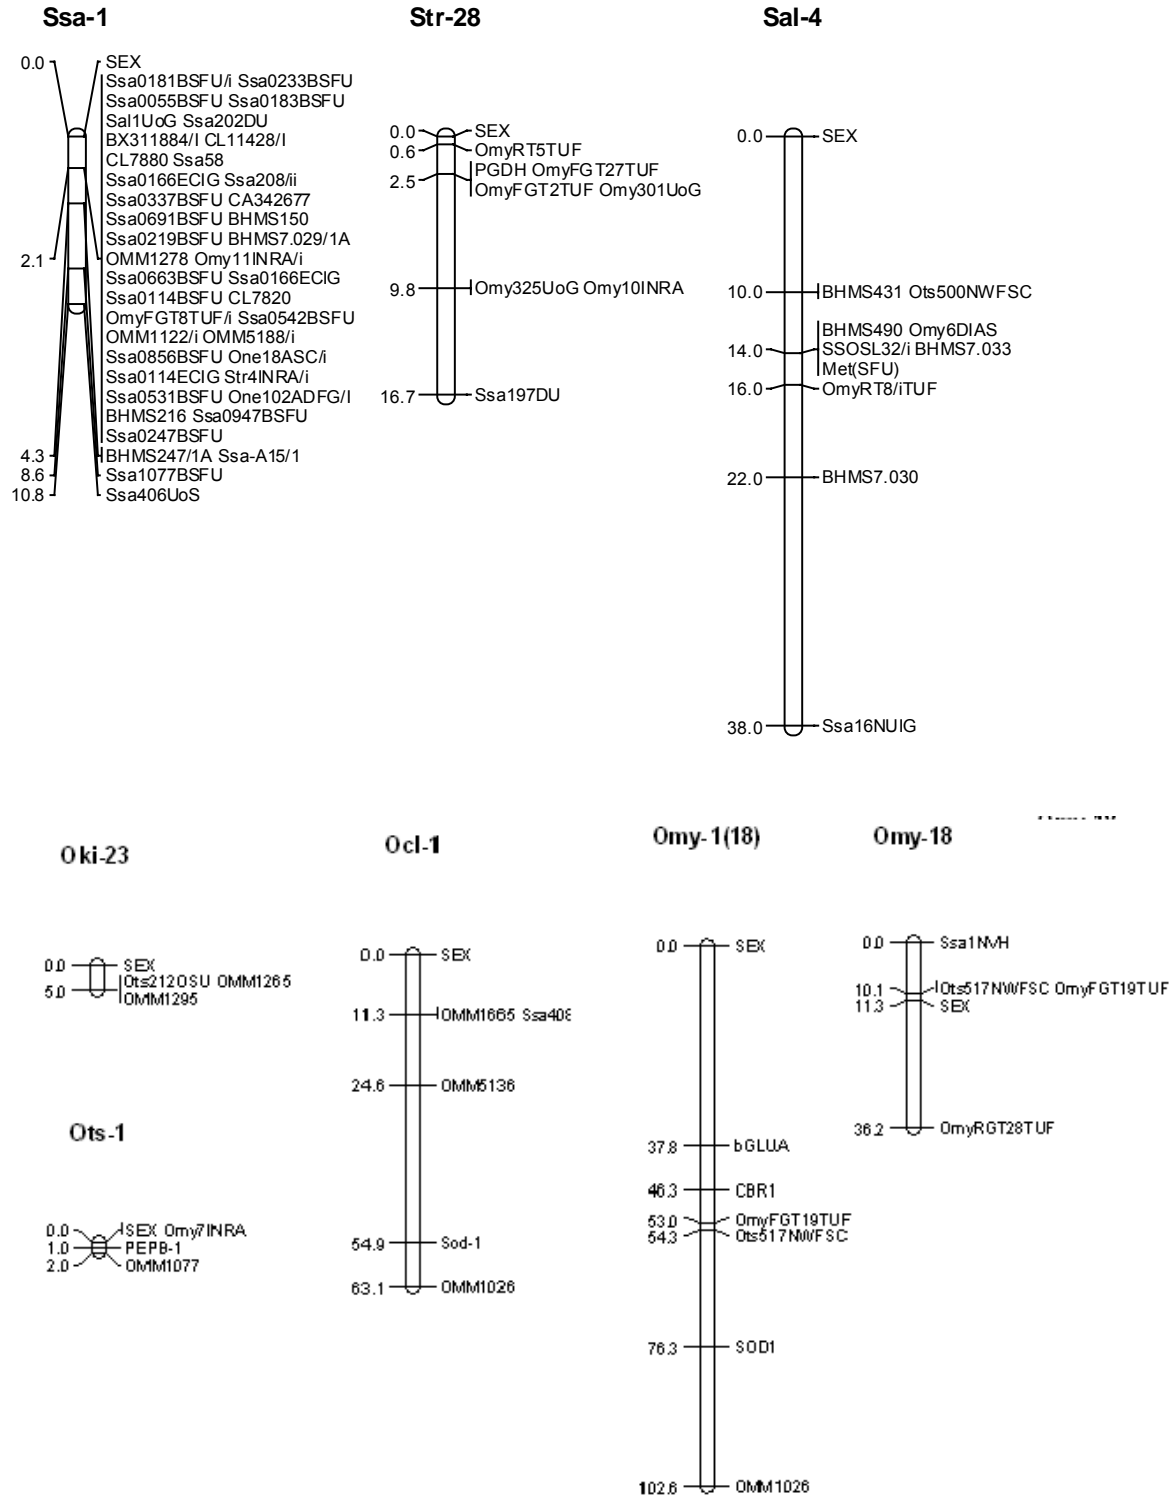 Ssa-1
0.0 SEX
Ssa0181BSFU/i Ssa0233BSFU
Ssa0055BSFU Ssa0183BSFU
Sal1UoG Ssa202DU
BX311884/I CL11428/I
CL7880 Ssa58
Ssa0166ECIG Ssa208/ii
Ssa0337BSFU CA342677
Ssa0691BSFU BHMS150
Ssa0219BSFU BHMS7.029/1A
2.1 OMM1278 Omy11INRA/i
Ssa0663BSFU Ssa0166ECIG
Ssa0114BSFU CL7820
OmyFGT8TUF/i Ssa0542BSFU
OMM1122/i OMM5188/i
Ssa0856BSFU One18ASC/i
Ssa0114ECIG Str4INRA/i
Ssa0531BSFU One102ADFG/I
BHMS216 Ssa0947BSFU
Ssa0247BSFU
4.3 BHMS247/1A Ssa-A15/1
8.6 Ssa1077BSFU
10.8 Ssa406UoS
Str-28
0.0 SEX
0.6 OmyRT5TUF
PGDH OmyFGT27TUF
2.5 OmyFGT2TUF Omy301UoG
9.8 Omy325UoG Omy10INRA
16.7 Ssa197DU
Sal-4
0.0 SEX
10.0 BHMS431 Ots500NWFSC
BHMS490 Omy6DIAS
14.0 SSOSL32/i BHMS7.033
Met(SFU)
16.0 OmyRT8/iTUF
22.0 BHMS7.030
38.0 Ssa16NUIG
Oki-23
0.0 SEX
Ots212OSU OMM1265
5.0 OMM1295
Ots-1
0.0 SEX Omy7INRA
1.0 PEPB-1
2.0 OMM1077
Ocl-1
0.0 SEX
11.3 OMM1665 Ssa408
24.6 OMM5136
54.9 Sod-1
63.1 OMM1026
Omy-1(18)
0.0 SEX
37.8 bGLUA
46.3 CBR1
53.0 OmyFGT19TUF
54.3 Ots517NWFSC
76.3 SOD1
102.6 OMM1026
Omy-18
0.0 Ssa1NVH
10.1 Ots517NWFSC OmyFGT19TUF
11.3 SEX
36.2 OmyRGT28TUF